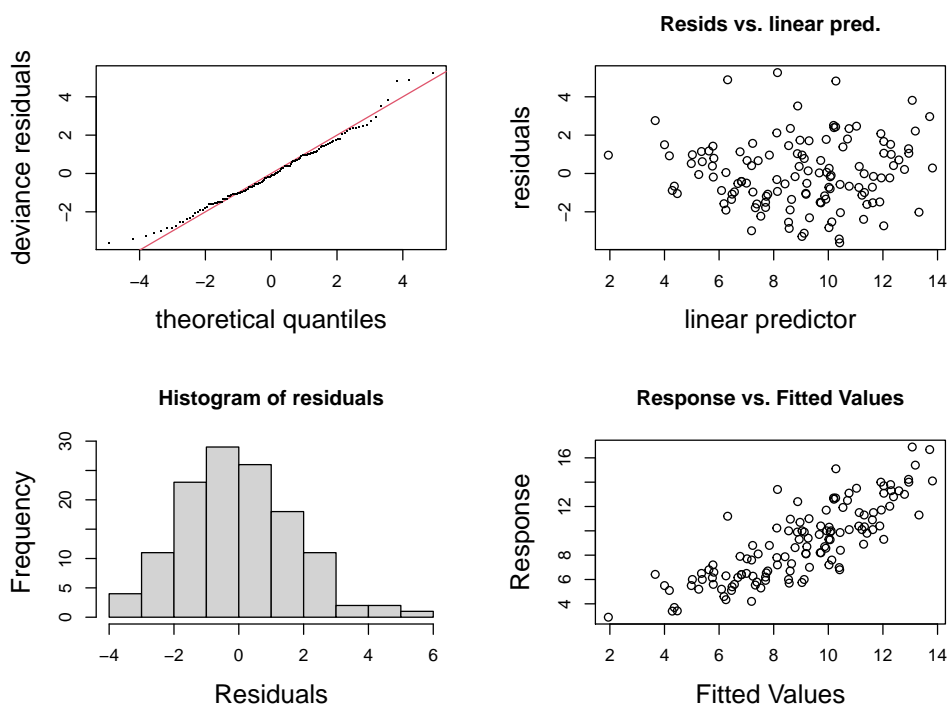 deviance residuals
4
2
0
−2
−4 −2 0 2 4
theoretical quantiles
Resids vs. linear pred.
residuals
4
2
0
−2
2 4 6 8 10 12 14
linear predictor
Histogram of residuals
Frequency
30
20
10
5
0
−4 −2 0 2 4 6
Residuals
Response vs. Fitted Values
Response
16
12
8
6
4
2 4 6 8 10 12 14
Fitted Values